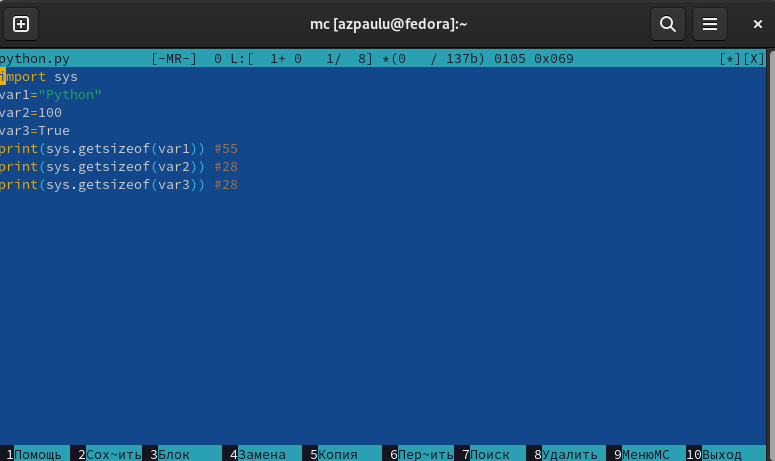 mc [azpaulu@fedora]:~
python.py [-MR-] 0 L:[ 1+ 0 1/ 8] *(0 / 137b) 0105 0x069 [*][X]
import sys
var1="Python"
var2=100
var3=True
print(sys.getsizeof(var1)) #55
print(sys.getsizeof(var2)) #28
print(sys.getsizeof(var3)) #28
1Помощь 2Сох~ить 3Блок 4Замена 5Копия 6Пер~ить 7Поиск 8Удалить 9МенюMC 10Выход